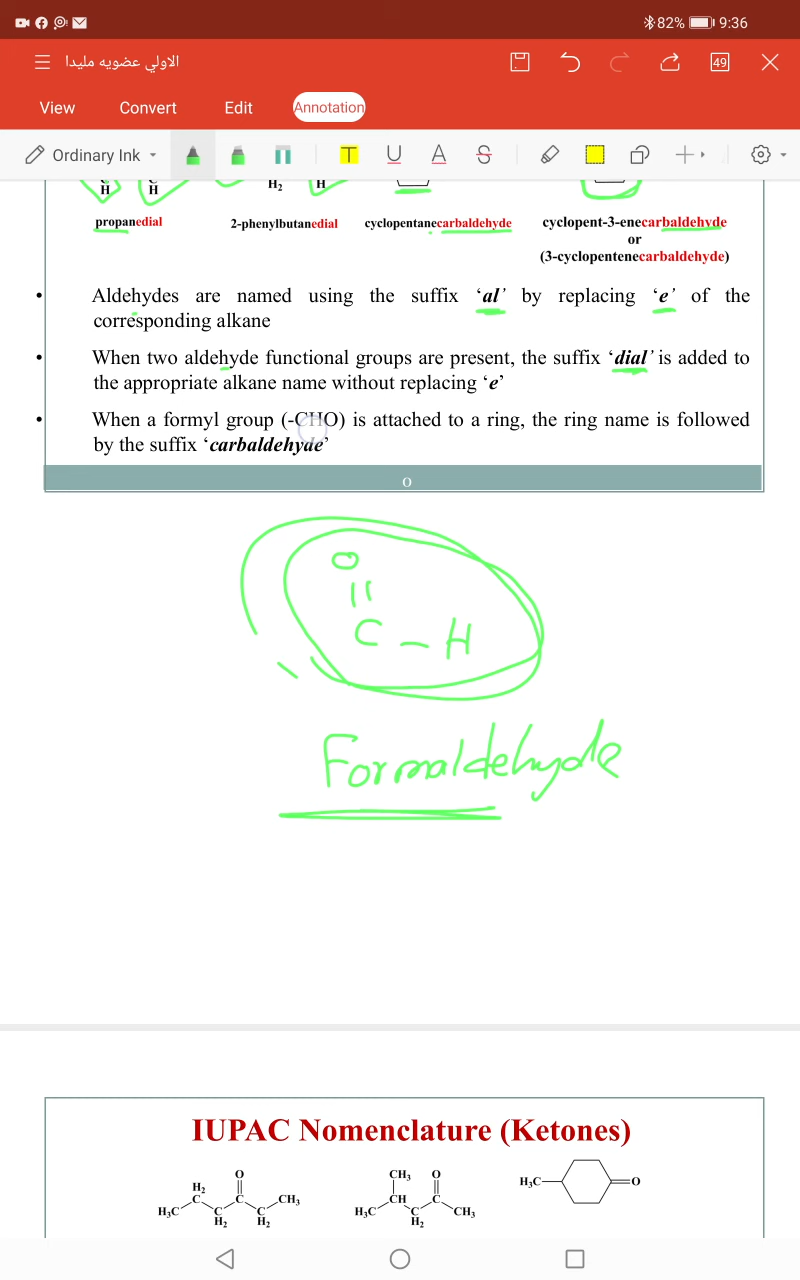 82% 9:36
الاولي عضويه مليدا
49
View Convert Edit Annotation
Ordinary Ink T U A S
H H H₂ H
propanedial 2-phenylbutanedial cyclopentanecarbaldehyde cyclopent-3-enecarbaldehyde
or
(3-cyclopentenecarbaldehyde)
• Aldehydes are named using the suffix ‘al’ by replacing ‘e’ of the
corresponding alkane
• When two aldehyde functional groups are present, the suffix ‘dial’ is added to
the appropriate alkane name without replacing ‘e’
• When a formyl group (-CHO) is attached to a ring, the ring name is followed
by the suffix ‘carbaldehyde’
O
O
C - H
Formaldehyde
IUPAC Nomenclature (Ketones)
H₃C H₂ C C H₂ O C C H₂ CH₃
H₃C CH₃ CH C H₂ O C CH₃
H₃C O